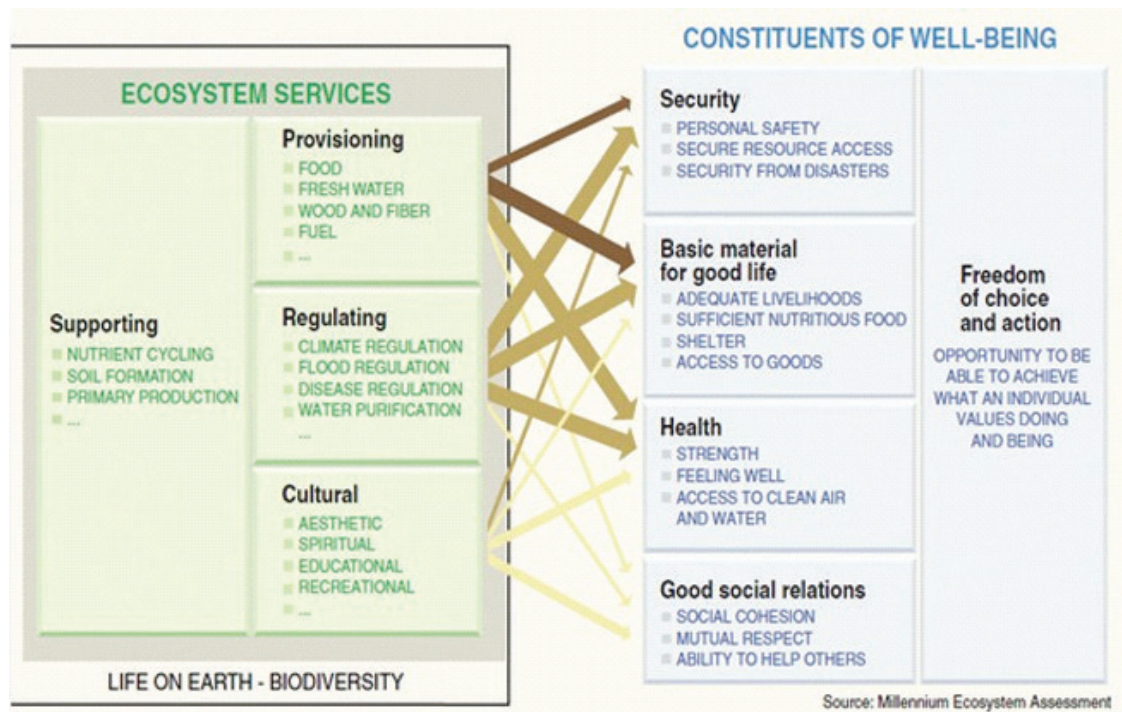 CONSTITUENTS OF WELL-BEING
ECOSYSTEM SERVICES
Supporting
NUTRIENT CYCLING
SOIL FORMATION
PRIMARY PRODUCTION
...
Provisioning
FOOD
FRESH WATER
WOOD AND FIBER
FUEL
...
Regulating
CLIMATE REGULATION
FLOOD REGULATION
DISEASE REGULATION
WATER PURIFICATION
...
Cultural
AESTHETIC
SPIRITUAL
EDUCATIONAL
RECREATIONAL
...
LIFE ON EARTH - BIODIVERSITY
Security
PERSONAL SAFETY
SECURE RESOURCE ACCESS
SECURITY FROM DISASTERS
Basic material
for good life
ADEQUATE LIVELIHOODS
SUFFICIENT NUTRITIOUS FOOD
SHELTER
ACCESS TO GOODS
Health
STRENGTH
FEELING WELL
ACCESS TO CLEAN AIR
AND WATER
Good social relations
SOCIAL COHESION
MUTUAL RESPECT
ABILITY TO HELP OTHERS
Freedom
of choice
and action
OPPORTUNITY TO BE
ABLE TO ACHIEVE
WHAT AN INDIVIDUAL
VALUES DOING
AND BEING
Source: Millennium Ecosystem Assessment